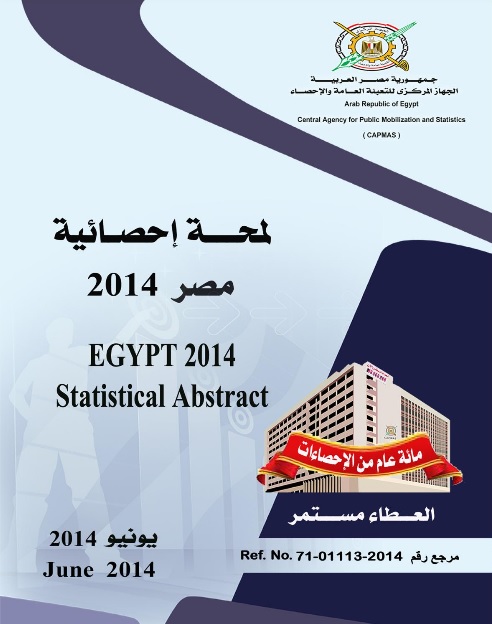 جمهورية مصر العربية
الجهاز المركزى للتعبئة العامة والإحصاء
Arab Republic of Egypt
Central Agency for Public Mobilization and Statistics
( CAPMAS )
لمحة إحصائية
مصر 2014
EGYPT 2014
Statistical Abstract
مائة عام من الإحصاءات
العطاء مستمر
يونيو 2014
June 2014
Ref. No. 71-01113-2014 مرجع رقم